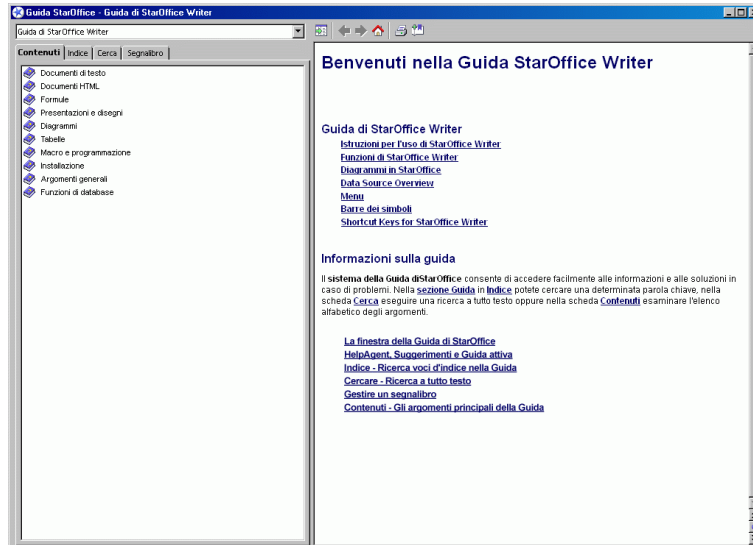 Guida StarOffice - Guida di StarOffice Writer
Guida di StarOffice Writer
Contenuti Indice Cerca Segnalibro
Documenti di testo
Documenti HTML
Formule
Presentazioni e disegni
Diagrammi
Tabelle
Macro e programmazione
Installazione
Argomenti generali
Funzioni di database
Benvenuti nella Guida StarOffice Writer
Guida di StarOffice Writer
Istruzioni per l'uso di StarOffice Writer
Funzioni di StarOffice Writer
Diagrammi in StarOffice
Data Source Overview
Menu
Barre dei simboli
Shortcut Keys for StarOffice Writer
Informazioni sulla guida
Il sistema della Guida diStarOffice consente di accedere facilmente alle informazioni e alle soluzioni in
caso di problemi. Nella sezione Guida in Indice potete cercare una determinata parola chiave, nella
scheda Cerca eseguire una ricerca a tutto testo oppure nella scheda Contenuti esaminare l'elenco
alfabetico degli argomenti.
La finestra della Guida di StarOffice
HelpAgent, Suggerimenti e Guida attiva
Indice - Ricerca voci d'indice nella Guida
Cercare - Ricerca a tutto testo
Gestire un segnalibro
Contenuti - Gli argomenti principali della Guida